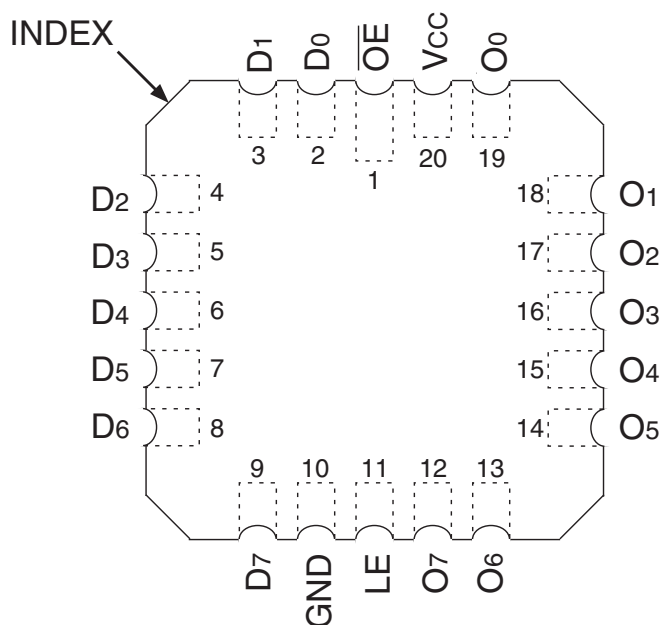 INDEX
D1 D0 OE VCC O0
3 2 1 20 19
D2 4 18 O1
D3 5 17 O2
D4 6 16 O3
D5 7 15 O4
D6 8 14 O5
9 10 11 12 13
D7 GND LE O7 O6